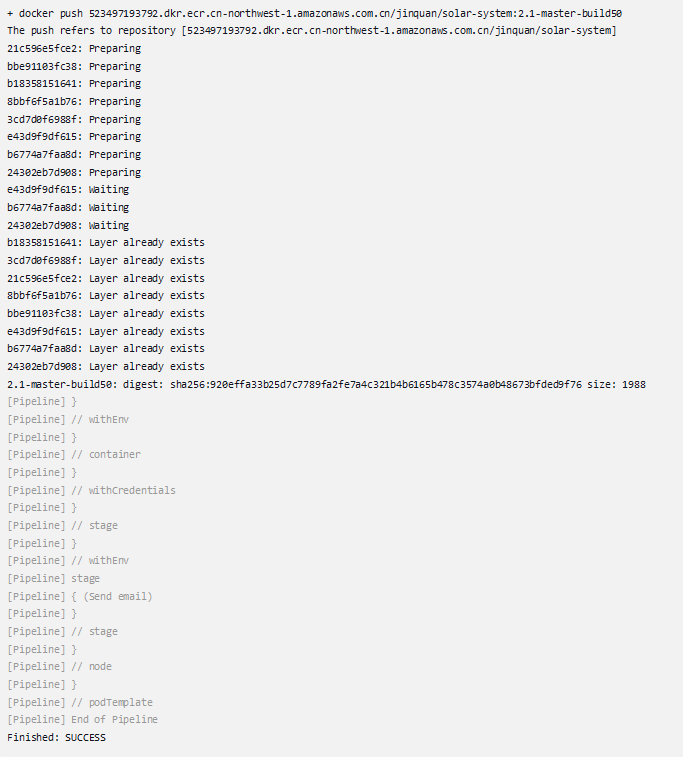 + docker push 523497193792.dkr.ecr.cn-northwest-1.amazonaws.com.cn/jinquan/solar-system:2.1-master-build50
The push refers to repository [523497193792.dkr.ecr.cn-northwest-1.amazonaws.com.cn/jinquan/solar-system]
21c596e5fce2: Preparing
bbe91103fc38: Preparing
b18358151641: Preparing
8bbf6f5a1b76: Preparing
3cd7d0f6988f: Preparing
e43d9f9df615: Preparing
b6774a7faa8d: Preparing
24302eb7d908: Preparing
e43d9f9df615: Waiting
b6774a7faa8d: Waiting
24302eb7d908: Waiting
b18358151641: Layer already exists
3cd7d0f6988f: Layer already exists
21c596e5fce2: Layer already exists
8bbf6f5a1b76: Layer already exists
bbe91103fc38: Layer already exists
e43d9f9df615: Layer already exists
b6774a7faa8d: Layer already exists
24302eb7d908: Layer already exists
2.1-master-build50: digest: sha256:920effa33b25d7c7789fa2fe7a4c321b4b6165b478c3574a0b48673bfded9f76 size: 1988
[Pipeline] }
[Pipeline] // withEnv
[Pipeline] }
[Pipeline] // container
[Pipeline] }
[Pipeline] // withCredentials
[Pipeline] }
[Pipeline] // stage
[Pipeline] }
[Pipeline] // withEnv
[Pipeline] stage
[Pipeline] { (Send email)
[Pipeline] }
[Pipeline] // stage
[Pipeline] }
[Pipeline] // node
[Pipeline] }
[Pipeline] // podTemplate
[Pipeline] End of Pipeline
Finished: SUCCESS